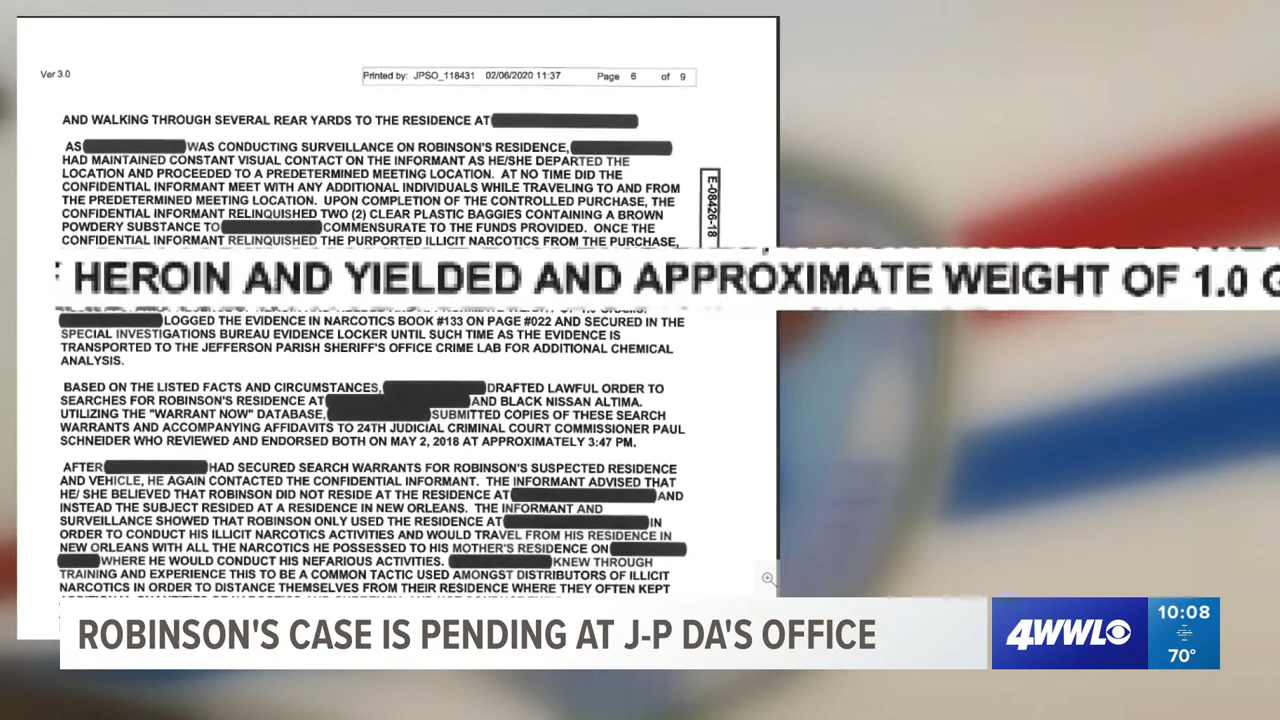 Ver 3.0
Printed by: JPSO_118431 02/06/2020 11:37 Page 6 of 9
AND WALKING THROUGH SEVERAL REAR YARDS TO THE RESIDENCE AT
AS WAS CONDUCTING SURVEILLANCE ON ROBINSON'S RESIDENCE,
HAD MAINTAINED CONSTANT VISUAL CONTACT ON THE INFORMANT AS HE/SHE DEPARTED THE
LOCATION AND PROCEEDED TO A PREDETERMINED MEETING LOCATION. AT NO TIME DID THE
CONFIDENTIAL INFORMANT MEET WITH ANY ADDITIONAL INDIVIDUALS WHILE TRAVELING TO AND FROM
THE PREDETERMINED MEETING LOCATION. UPON COMPLETION OF THE CONTROLLED PURCHASE, THE
CONFIDENTIAL INFORMANT RELINQUISHED TWO (2) CLEAR PLASTIC BAGGIES CONTAINING A BROWN
POWDERY SUBSTANCE TO COMMENSURATE TO THE FUNDS PROVIDED. ONCE THE
CONFIDENTIAL INFORMANT RELINQUISHED THE PURPORTED ILLICIT NARCOTICS FROM THE PURCHASE,
E-08426-18
HEROIN AND YIELDED AND APPROXIMATE WEIGHT OF 1.0 G
LOGGED THE EVIDENCE IN NARCOTICS BOOK #133 ON PAGE #022 AND SECURED IN THE
SPECIAL INVESTIGATIONS BUREAU EVIDENCE LOCKER UNTIL SUCH TIME AS THE EVIDENCE IS
TRANSPORTED TO THE JEFFERSON PARISH SHERIFF'S OFFICE CRIME LAB FOR ADDITIONAL CHEMICAL
ANALYSIS.
BASED ON THE LISTED FACTS AND CIRCUMSTANCES, DRAFTED LAWFUL ORDER TO
SEARCHES FOR ROBINSON'S RESIDENCE AT AND BLACK NISSAN ALTIMA.
UTILIZING THE "WARRANT NOW" DATABASE, SUBMITTED COPIES OF THESE SEARCH
WARRANTS AND ACCOMPANYING AFFIDAVITS TO 24TH JUDICIAL CRIMINAL COURT COMMISSIONER PAUL
SCHNEIDER WHO REVIEWED AND ENDORSED BOTH ON MAY 2, 2018 AT APPROXIMATELY 3:47 PM.
AFTER HAD SECURED SEARCH WARRANTS FOR ROBINSON'S SUSPECTED RESIDENCE
AND VEHICLE, HE AGAIN CONTACTED THE CONFIDENTIAL INFORMANT. THE INFORMANT ADVISED THAT
HE/ SHE BELIEVED THAT ROBINSON DID NOT RESIDE AT THE RESIDENCE AT AND
INSTEAD THE SUBJECT RESIDED AT A RESIDENCE IN NEW ORLEANS. THE INFORMANT AND
SURVEILLANCE SHOWED THAT ROBINSON ONLY USED THE RESIDENCE AT IN
ORDER TO CONDUCT HIS ILLICIT NARCOTICS ACTIVITIES AND WOULD TRAVEL FROM HIS RESIDENCE IN
NEW ORLEANS WITH ALL THE NARCOTICS HE POSSESSED TO HIS MOTHER'S RESIDENCE ON
WHERE HE WOULD CONDUCT HIS NEFARIOUS ACTIVITIES. KNEW THROUGH
TRAINING AND EXPERIENCE THIS TO BE A COMMON TACTIC USED AMONGST DISTRIBUTORS OF ILLICIT
NARCOTICS IN ORDER TO DISTANCE THEMSELVES FROM THEIR RESIDENCE WHERE THEY OFTEN KEPT
ROBINSON'S CASE IS PENDING AT J-P DA'S OFFICE
4WWL
10:08
70°